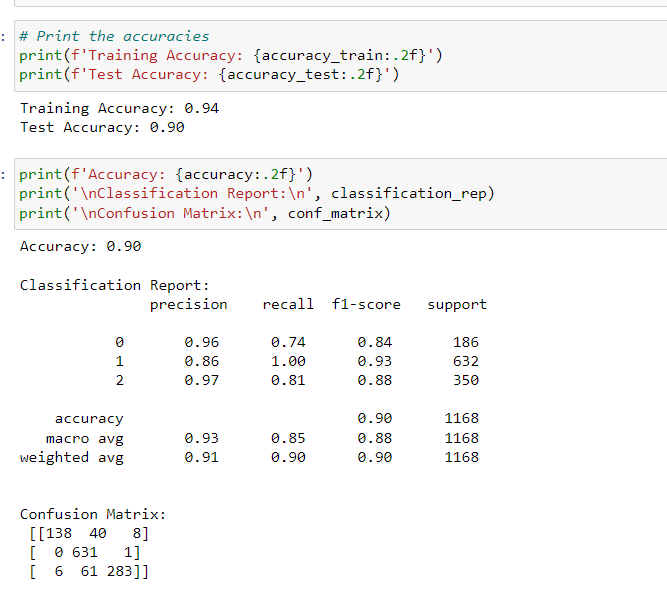 : # Print the accuracies
print(f'Training Accuracy: {accuracy_train:.2f}')
print(f'Test Accuracy: {accuracy_test:.2f}')
Training Accuracy: 0.94
Test Accuracy: 0.90
: print(f'Accuracy: {accuracy:.2f}')
print('\nClassification Report:\n', classification_rep)
print('\nConfusion Matrix:\n', conf_matrix)
Accuracy: 0.90
Classification Report:
precision recall f1-score support
0 0.96 0.74 0.84 186
1 0.86 1.00 0.93 632
2 0.97 0.81 0.88 350
accuracy 0.90 1168
macro avg 0.93 0.85 0.88 1168
weighted avg 0.91 0.90 0.90 1168
Confusion Matrix:
[[138 40 8]
[ 0 631 1]
[ 6 61 283]]